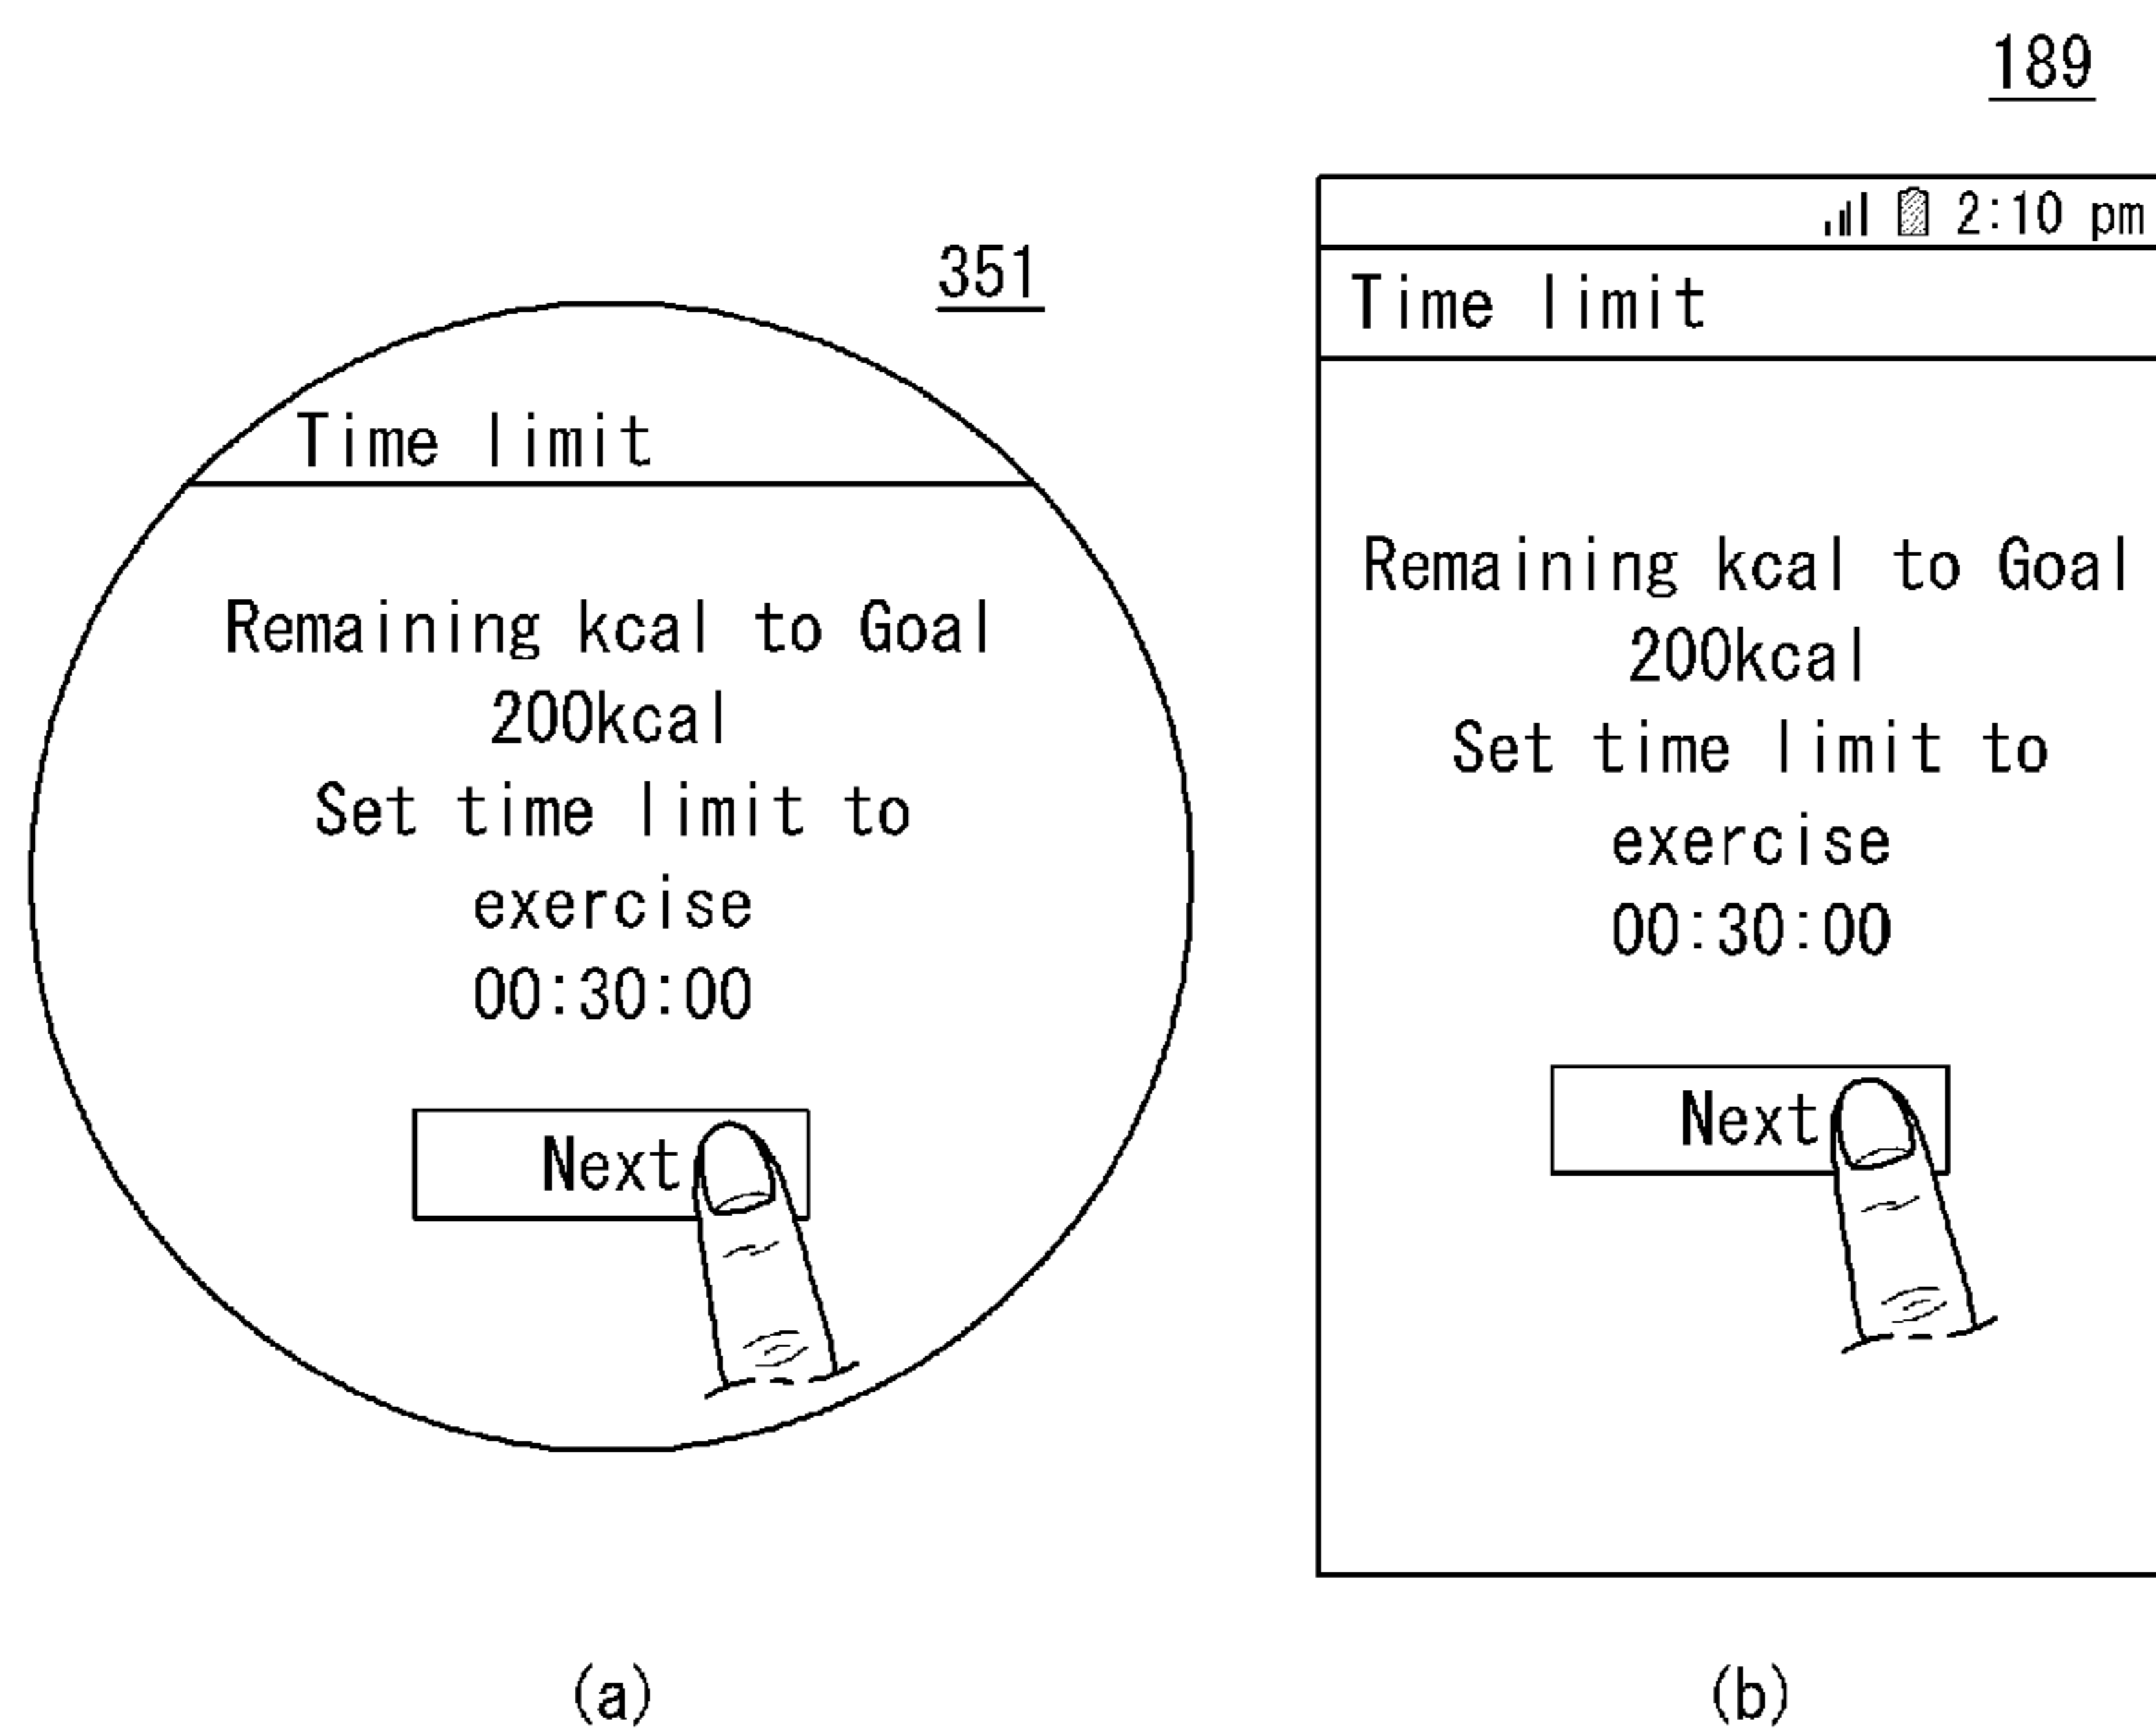 351
Time limit
Remaining kcal to Goal
200kcal
Set time limit to
exercise
00:30:00
Next
(a)
189
2:10 pm
Time limit
Remaining kcal to Goal
200kcal
Set time limit to
exercise
00:30:00
Next
(b)